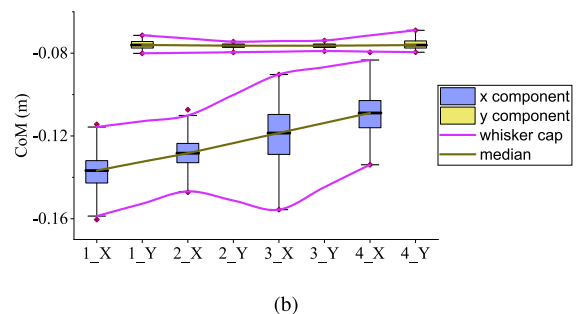 -0.08
-0.12
-0.16
CoM (m)
1_X 1_Y 2_X 2_Y 3_X 3_Y 4_X 4_Y
x component
y component
whisker cap
median
(b)